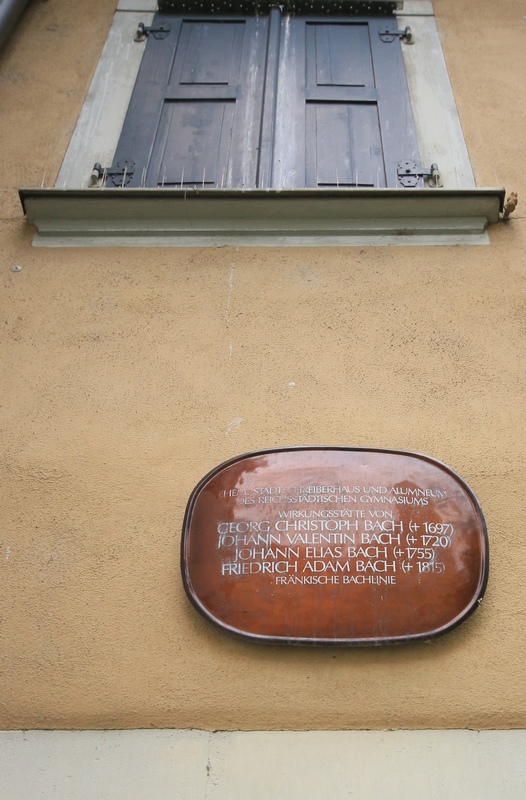 EHEM. STADTSCHREIBERHAUS UND ALUMNEUM
DES REICHSSTÄDTISCHEN GYMNASIUMS
WIRKUNGSSTÄTTE VON
GEORG CHRISTOPH BACH († 1697)
JOHANN VALENTIN BACH († 1720)
JOHANN ELIAS BACH († 1755)
FRIEDRICH ADAM BACH († 1815)
FRÄNKISCHE BACHLINIE